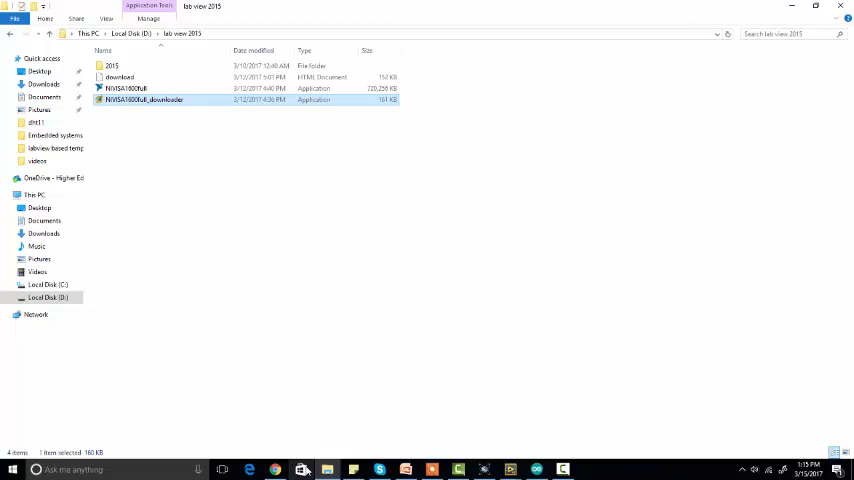 Application Tools
lab view 2015
File
Home
Share
View
Manage
This PC
Local Disk (D:)
lab view 2015
Search lab view 2015
Name
Date modified
Type
Size
Quick access
Desktop
Downloads
Documents
Pictures
dht11
Embedded systems
labview based temp
videos
OneDrive - Higher Ed
This PC
Desktop
Documents
Downloads
Music
Pictures
Videos
Local Disk (C:)
Local Disk (D:)
Network
2015 3/10/2017 12:40 AM File folder
download 3/12/2017 5:01 PM HTML Document 152 KB
NIVISA1600full 3/12/2017 4:40 PM Application 720,256 KB
NIVISA1600full_downloader 3/12/2017 4:36 PM Application 161 KB
4 items 1 item selected 160 KB
Ask me anything
1:15 PM
3/15/2017